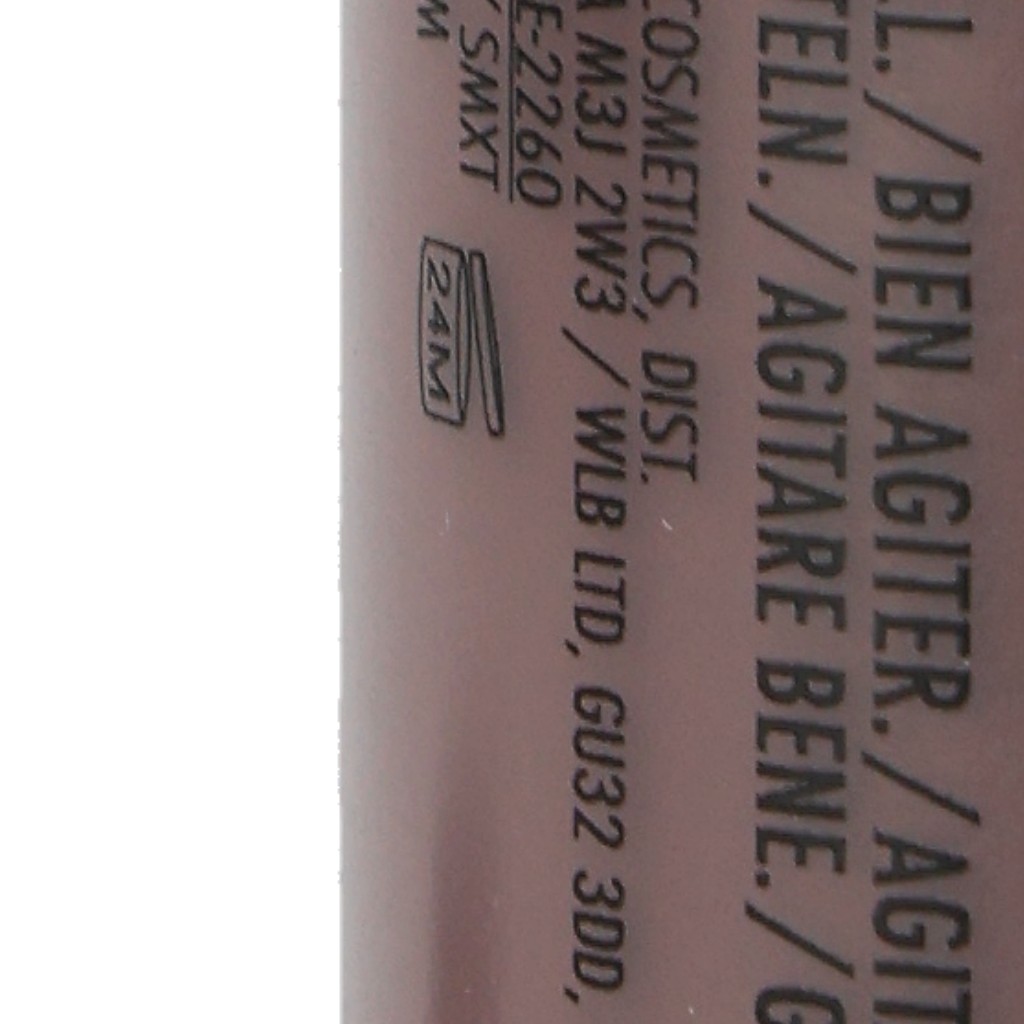 L. / BIEN AGITER. / AGIT
TELN. / AGITARE BENE. / G
COSMETICS, DIST.
A M3J 2W3 / WLB LTD, GU32 3DD,
E-2260
SMXT
M
24M